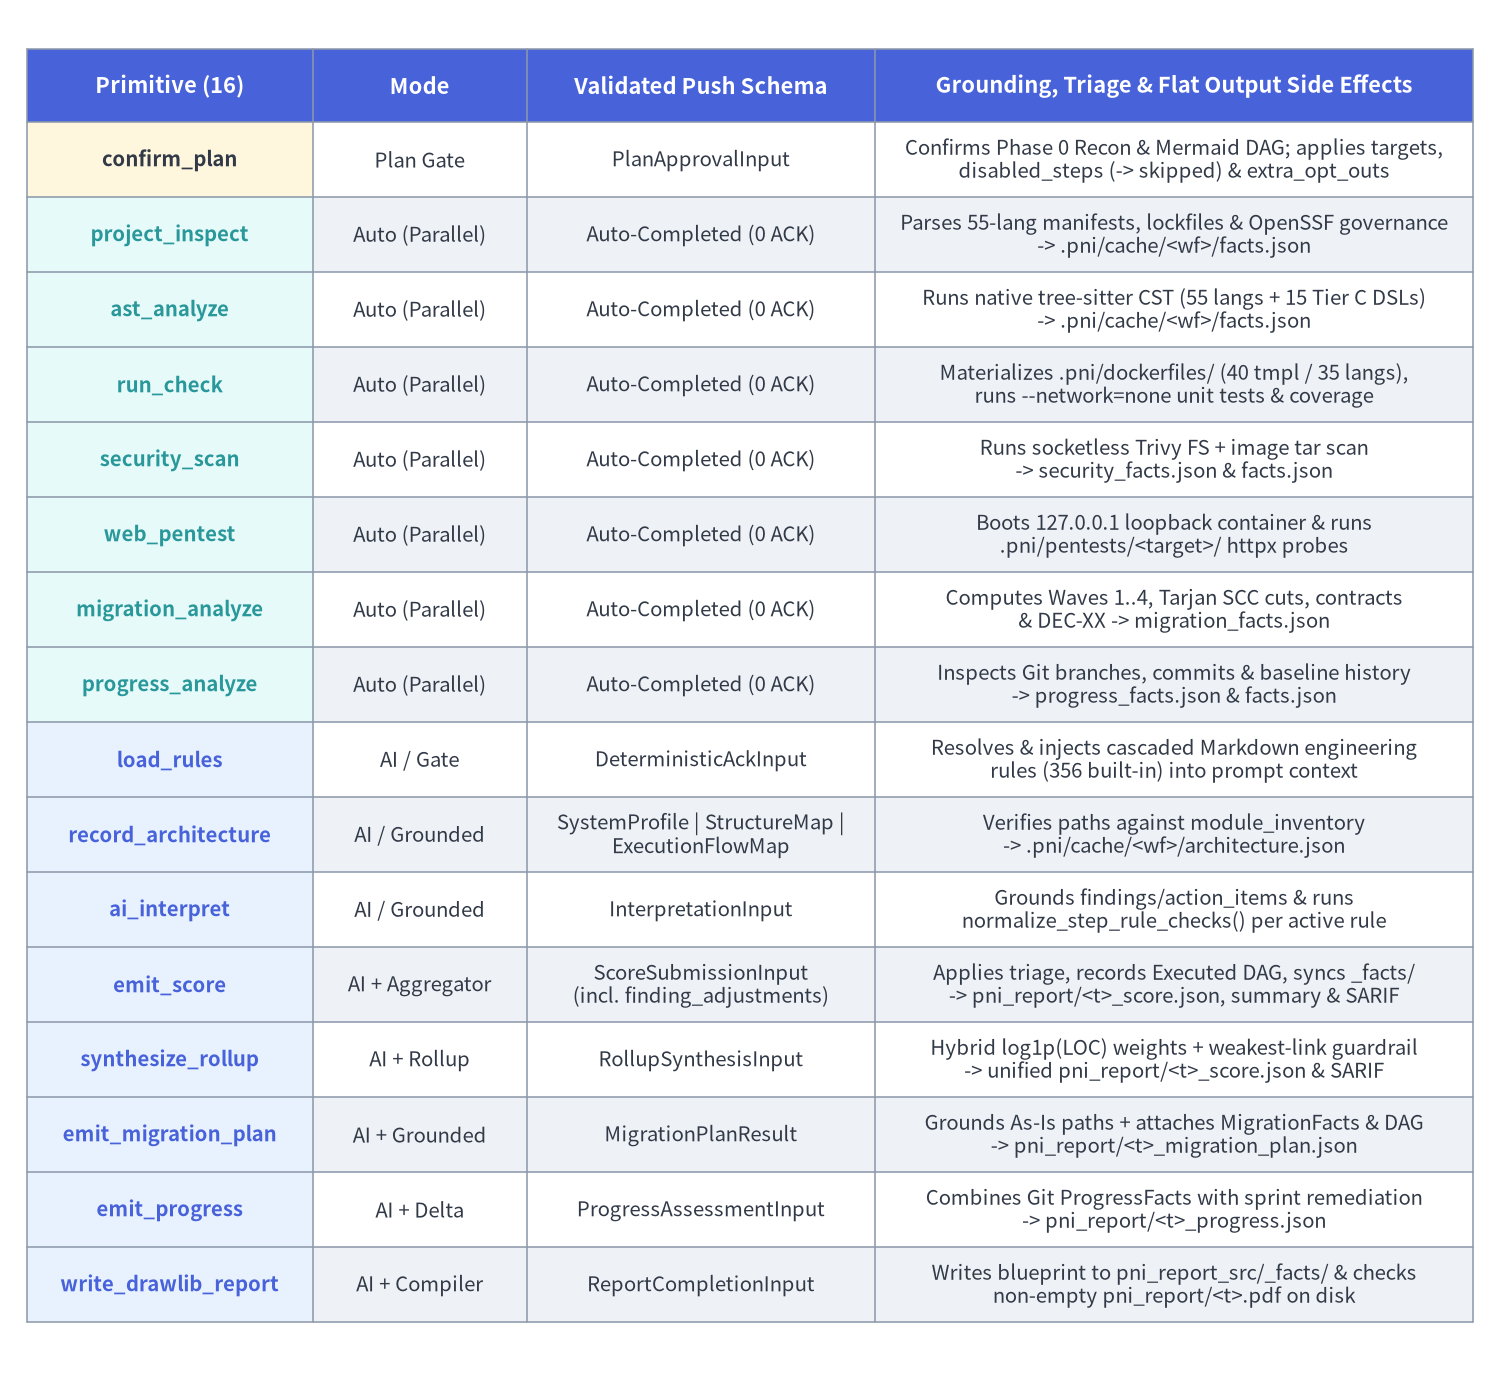 Primitive (16)
Mode
Validated Push Schema
Grounding, Triage & Flat Output Side Effects
confirm_plan
Plan Gate
PlanApprovalInput
Confirms Phase 0 Recon & Mermaid DAG; applies targets,
disabled_steps (-> skipped) & extra_opt_outs
project_inspect
Auto (Parallel)
Auto-Completed (0 ACK)
Parses 55-lang manifests, lockfiles & OpenSSF governance
-> .pni/cache/<wf>/facts.json
ast_analyze
Auto (Parallel)
Auto-Completed (0 ACK)
Runs native tree-sitter CST (55 langs + 15 Tier C DSLs)
-> .pni/cache/<wf>/facts.json
run_check
Auto (Parallel)
Auto-Completed (0 ACK)
Materializes .pni/dockerfiles/ (40 tmpl / 35 langs),
runs --network=none unit tests & coverage
security_scan
Auto (Parallel)
Auto-Completed (0 ACK)
Runs socketless Trivy FS + image tar scan
-> security_facts.json & facts.json
web_pentest
Auto (Parallel)
Auto-Completed (0 ACK)
Boots 127.0.0.1 loopback container & runs
.pni/pentests/<target>/ httpx probes
migration_analyze
Auto (Parallel)
Auto-Completed (0 ACK)
Computes Waves 1..4, Tarjan SCC cuts, contracts
& DEC-XX -> migration_facts.json
progress_analyze
Auto (Parallel)
Auto-Completed (0 ACK)
Inspects Git branches, commits & baseline history
-> progress_facts.json & facts.json
load_rules
AI / Gate
DeterministicAckInput
Resolves & injects cascaded Markdown engineering
rules (356 built-in) into prompt context
record_architecture
AI / Grounded
SystemProfile | StructureMap |
ExecutionFlowMap
Verifies paths against module_inventory
-> .pni/cache/<wf>/architecture.json
ai_interpret
AI / Grounded
InterpretationInput
Grounds findings/action_items & runs
normalize_step_rule_checks() per active rule
emit_score
AI + Aggregator
ScoreSubmissionInput
(incl. finding_adjustments)
Applies triage, records Executed DAG, syncs _facts/
-> pni_report/<t>_score.json, summary & SARIF
synthesize_rollup
AI + Rollup
RollupSynthesisInput
Hybrid log1p(LOC) weights + weakest-link guardrail
-> unified pni_report/<t>_score.json & SARIF
emit_migration_plan
AI + Grounded
MigrationPlanResult
Grounds As-Is paths + attaches MigrationFacts & DAG
-> pni_report/<t>_migration_plan.json
emit_progress
AI + Delta
ProgressAssessmentInput
Combines Git ProgressFacts with sprint remediation
-> pni_report/<t>_progress.json
write_drawlib_report
AI + Compiler
ReportCompletionInput
Writes blueprint to pni_report_src/_facts/ & checks
non-empty pni_report/<t>.pdf on disk